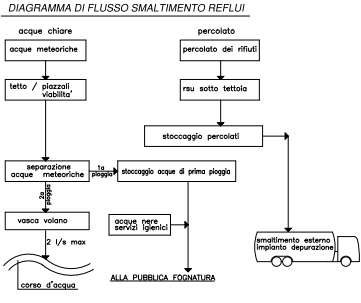 DIAGRAMMA DI FLUSSO SMALTIMENTO REFLUI
acque chiare
percolato
acque meteoriche
percolato dei rifiuti
tetto / piazzali
viabilita'
rsu sotto tettoia
stoccaggio percolati
separazione
acque meteoriche
1a
pioggia
stoccaggio acque di prima pioggia
2a
pioggia
vasca volano
acque nere
servizi igienici
2 l/s max
smaltimento esterno
impianto depurazione
corso d'acqua
ALLA PUBBLICA FOGNATURA